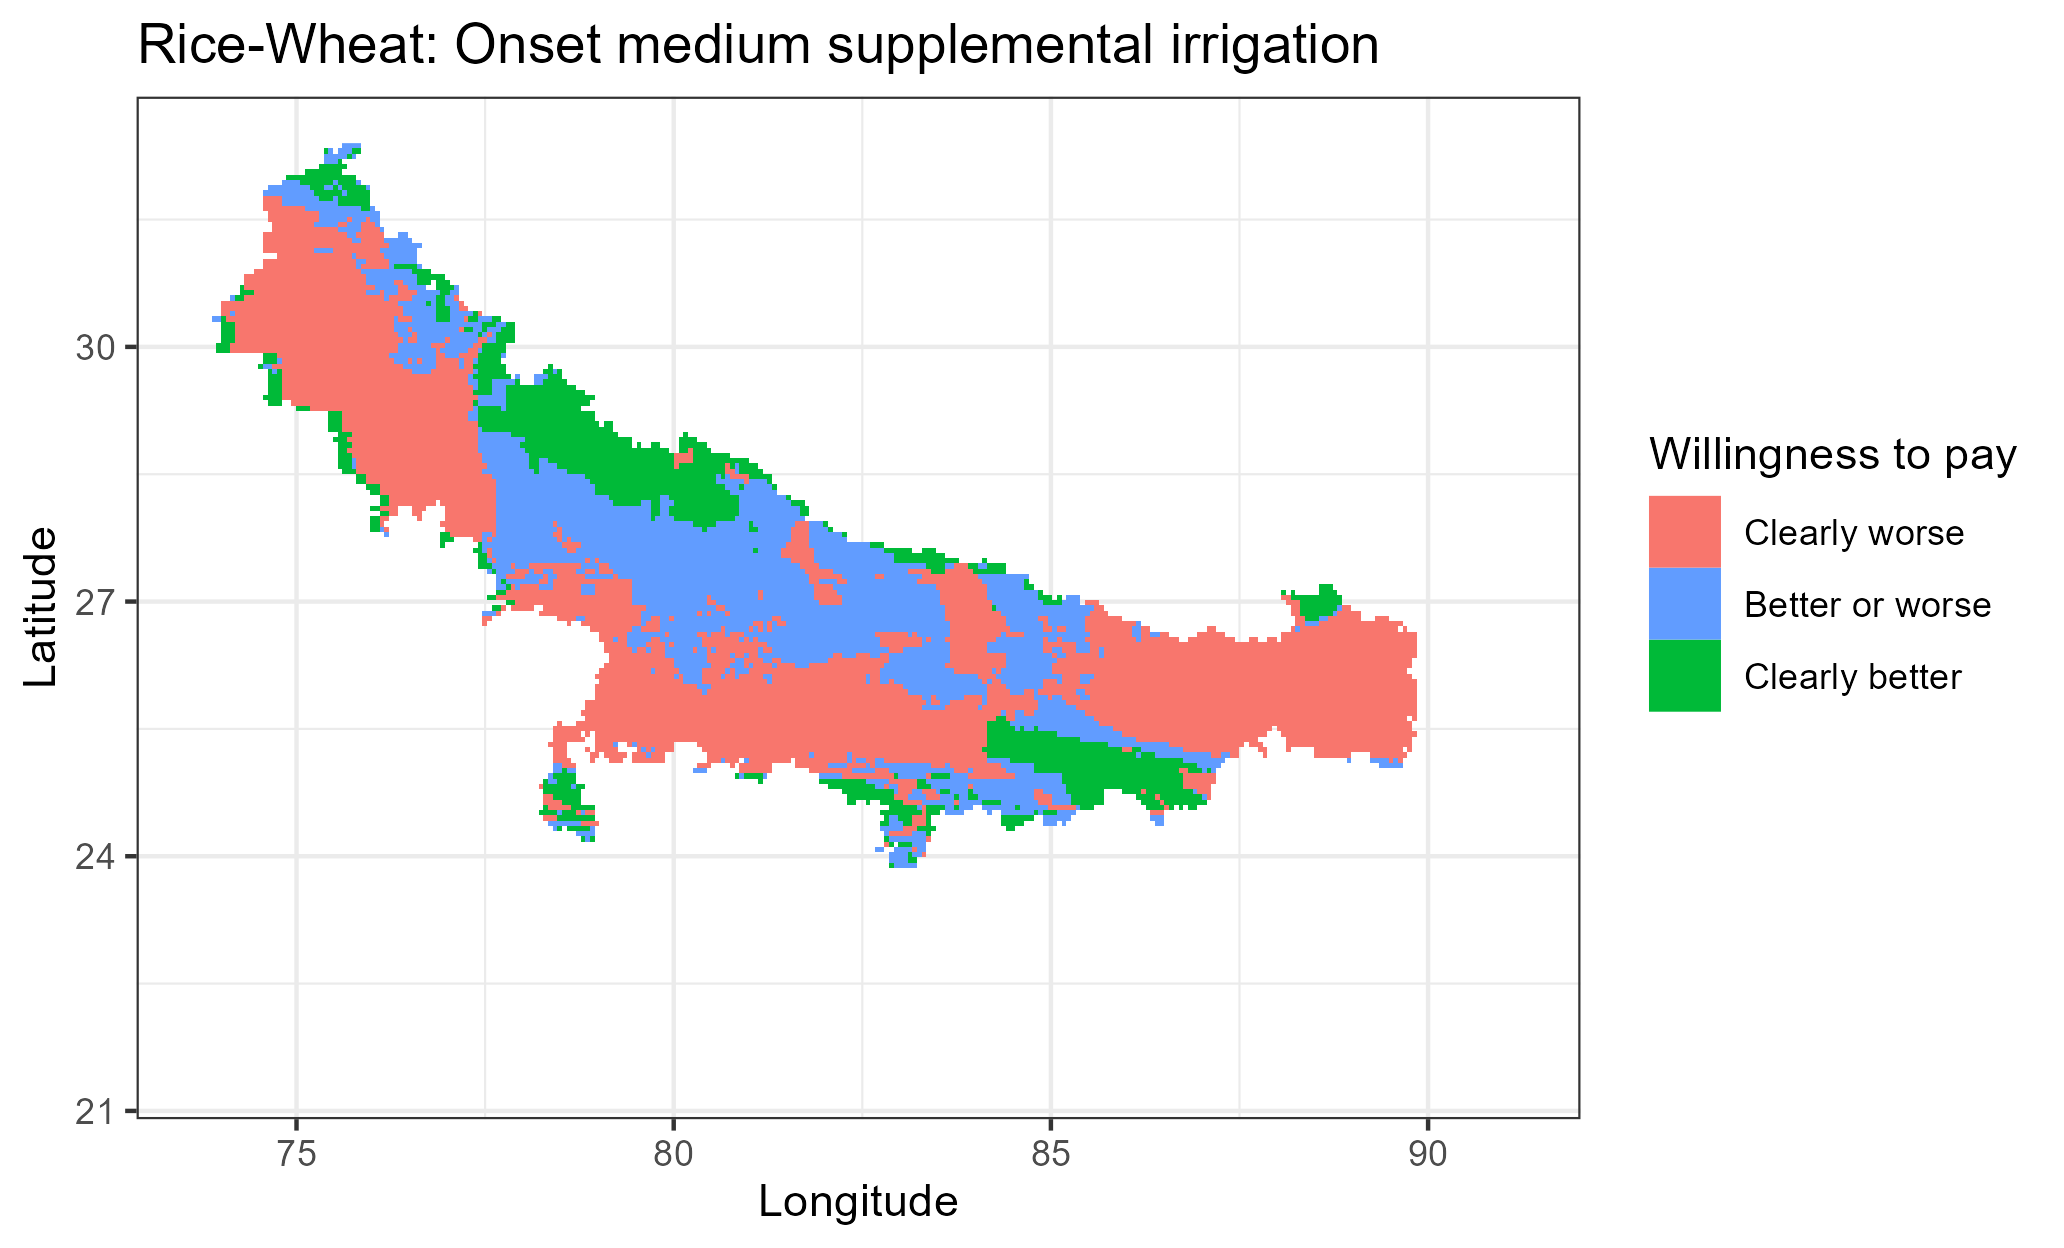 Rice-Wheat: Onset medium supplemental irrigation
30
27
24
21
Latitude
75
80
85
90
Longitude
Willingness to pay
Clearly worse
Better or worse
Clearly better